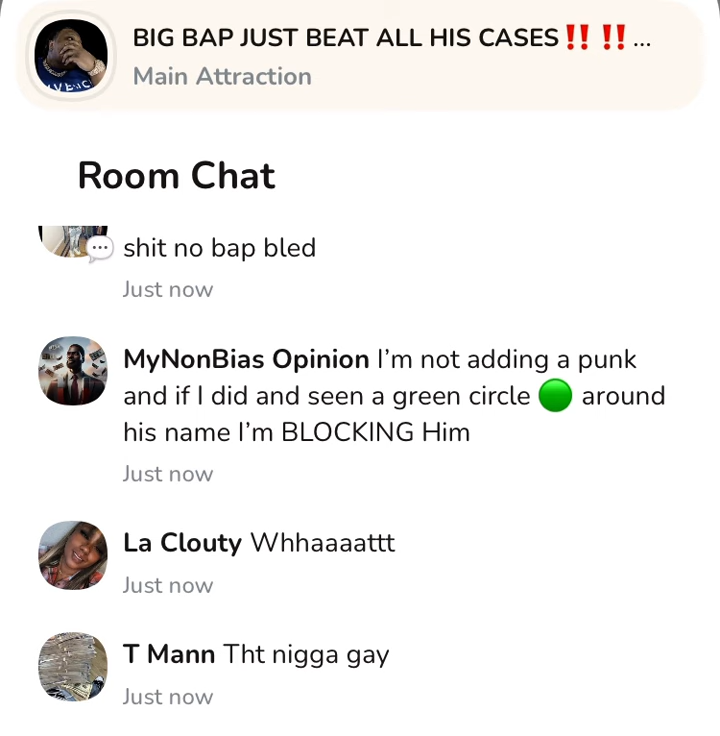 BIG BAP JUST BEAT ALL HIS CASES‼️ ‼️...
Main Attraction
Room Chat
shit no bap bled
Just now
MyNonBias Opinion I'm not adding a punk
and if I did and seen a green circle 🟢 around
his name I'm BLOCKING Him
Just now
La Clouty Whhaaaattt
Just now
T Mann Tht nigga gay
Just now